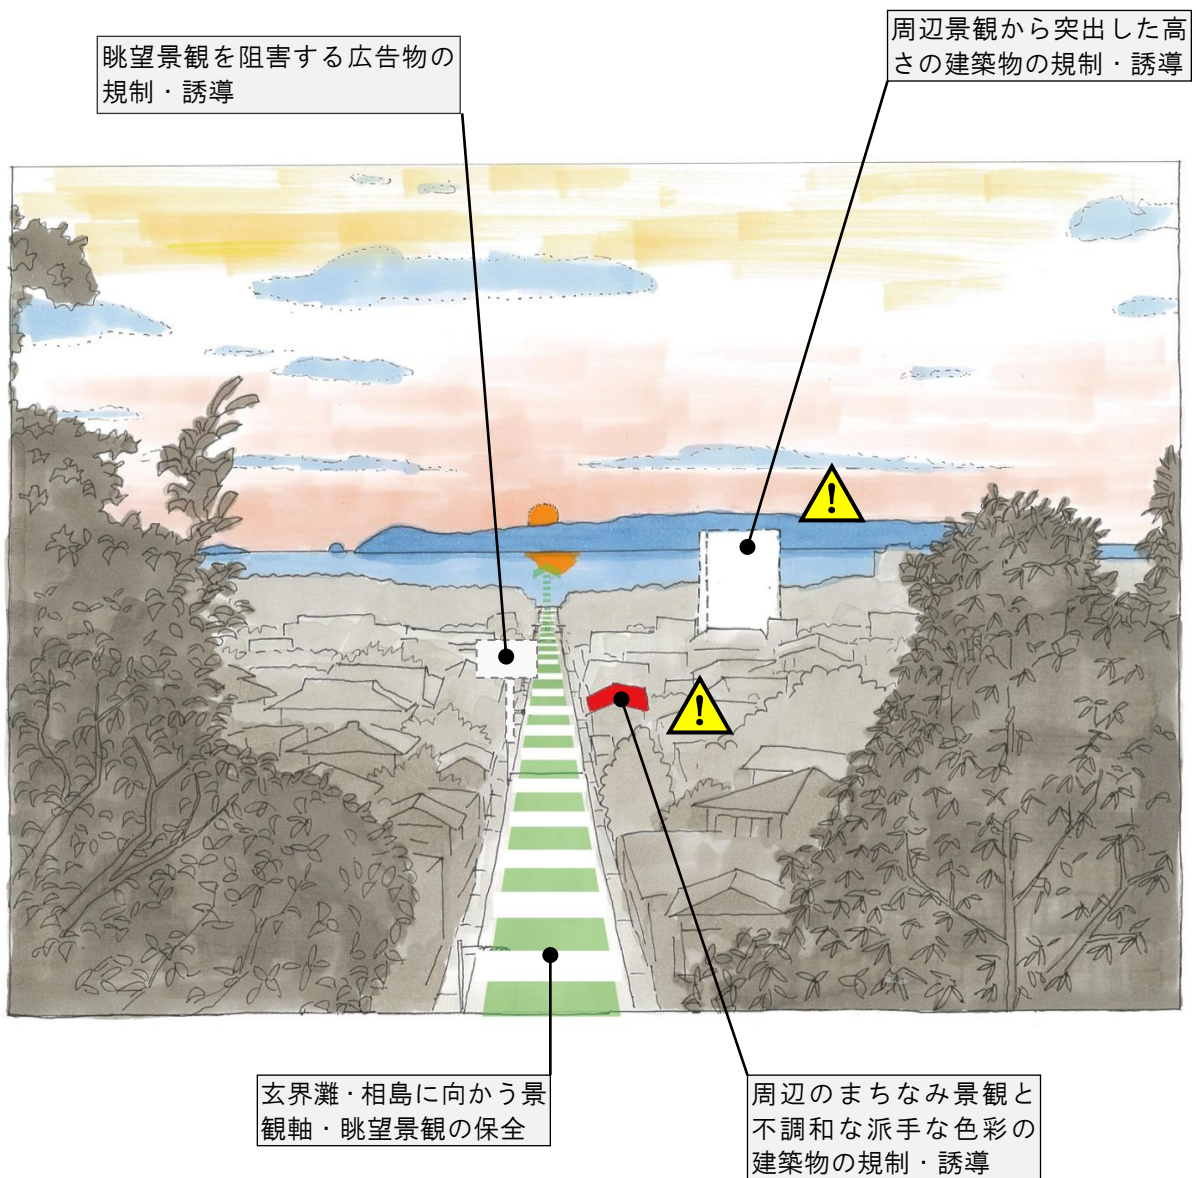 眺望景観を阻害する広告物の
規制・誘導
周辺景観から突出した高
さの建築物の規制・誘導
!
!
玄界灘・相島に向かう景
観軸・眺望景観の保全
周辺のまちなみ景観と
不調和な派手な色彩の
建築物の規制・誘導